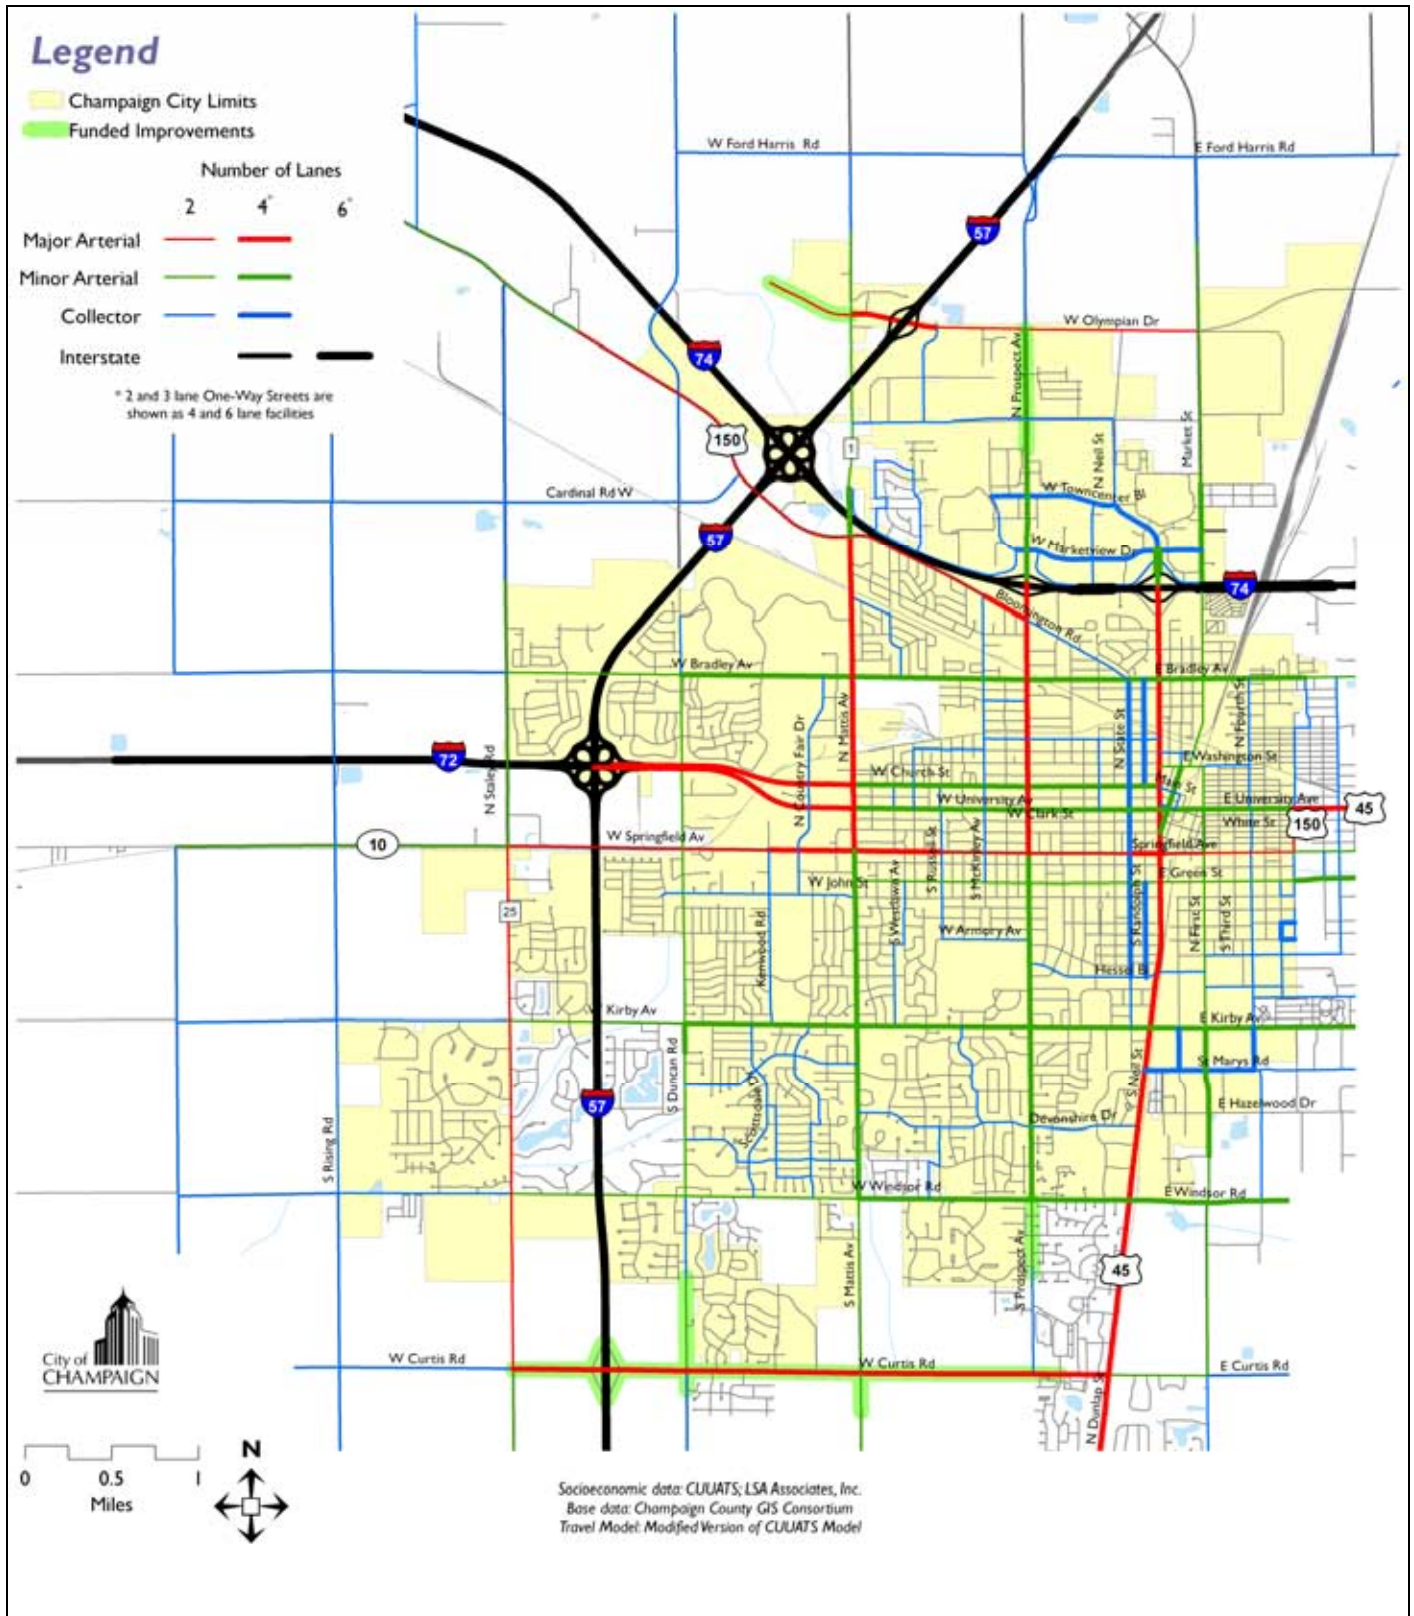 Legend
Champaign City Limits
Funded Improvements
Number of Lanes
2 4* 6*
Major Arterial
Minor Arterial
Collector
Interstate
* 2 and 3 lane One-Way Streets are
shown as 4 and 6 lane facilities
W Ford Harris Rd
E Ford Harris Rd
57
W Olympian Dr
74
N Prospect Av
150
1
N Neil St
Market St
Cardinal Rd W
W Towncenter Bl
57
W Marketview Dr
74
Bloomington Rd
W Bradley Av
E Bradley Av
N Mattis Av
N Fourth St
N State St
N Country Fair Dr
72
N Staley Rd
E Washington St
W Church St
Main St
W University Av
E University Ave
45
W Clark St
White St
150
10
W Springfield Av
Springfield Ave
S Russell St
S McKinley Av
E Green St
W John St
S Westlawn Av
S Randolph St
25
N First St
S Third St
Kenwood Rd
W Armory Av
Hessel Bl
W Kirby Av
E Kirby Av
S Duncan Rd
S Neil St
St Marys Rd
57
Scottsdale Dr
E Hazelwood Dr
Devonshire Dr
S Rising Rd
W Windsor Rd
E Windsor Rd
S Mattis Av
S Prospect Av
45
City of
CHAMPAIGN
W Curtis Rd
W Curtis Rd
E Curtis Rd
N Dunlap St
N
0 0.5 1
Miles
Socioeconomic data: CUUATS; LSA Associates, Inc.
Base data: Champaign County GIS Consortium
Travel Model: Modified Version of CUUATS Model